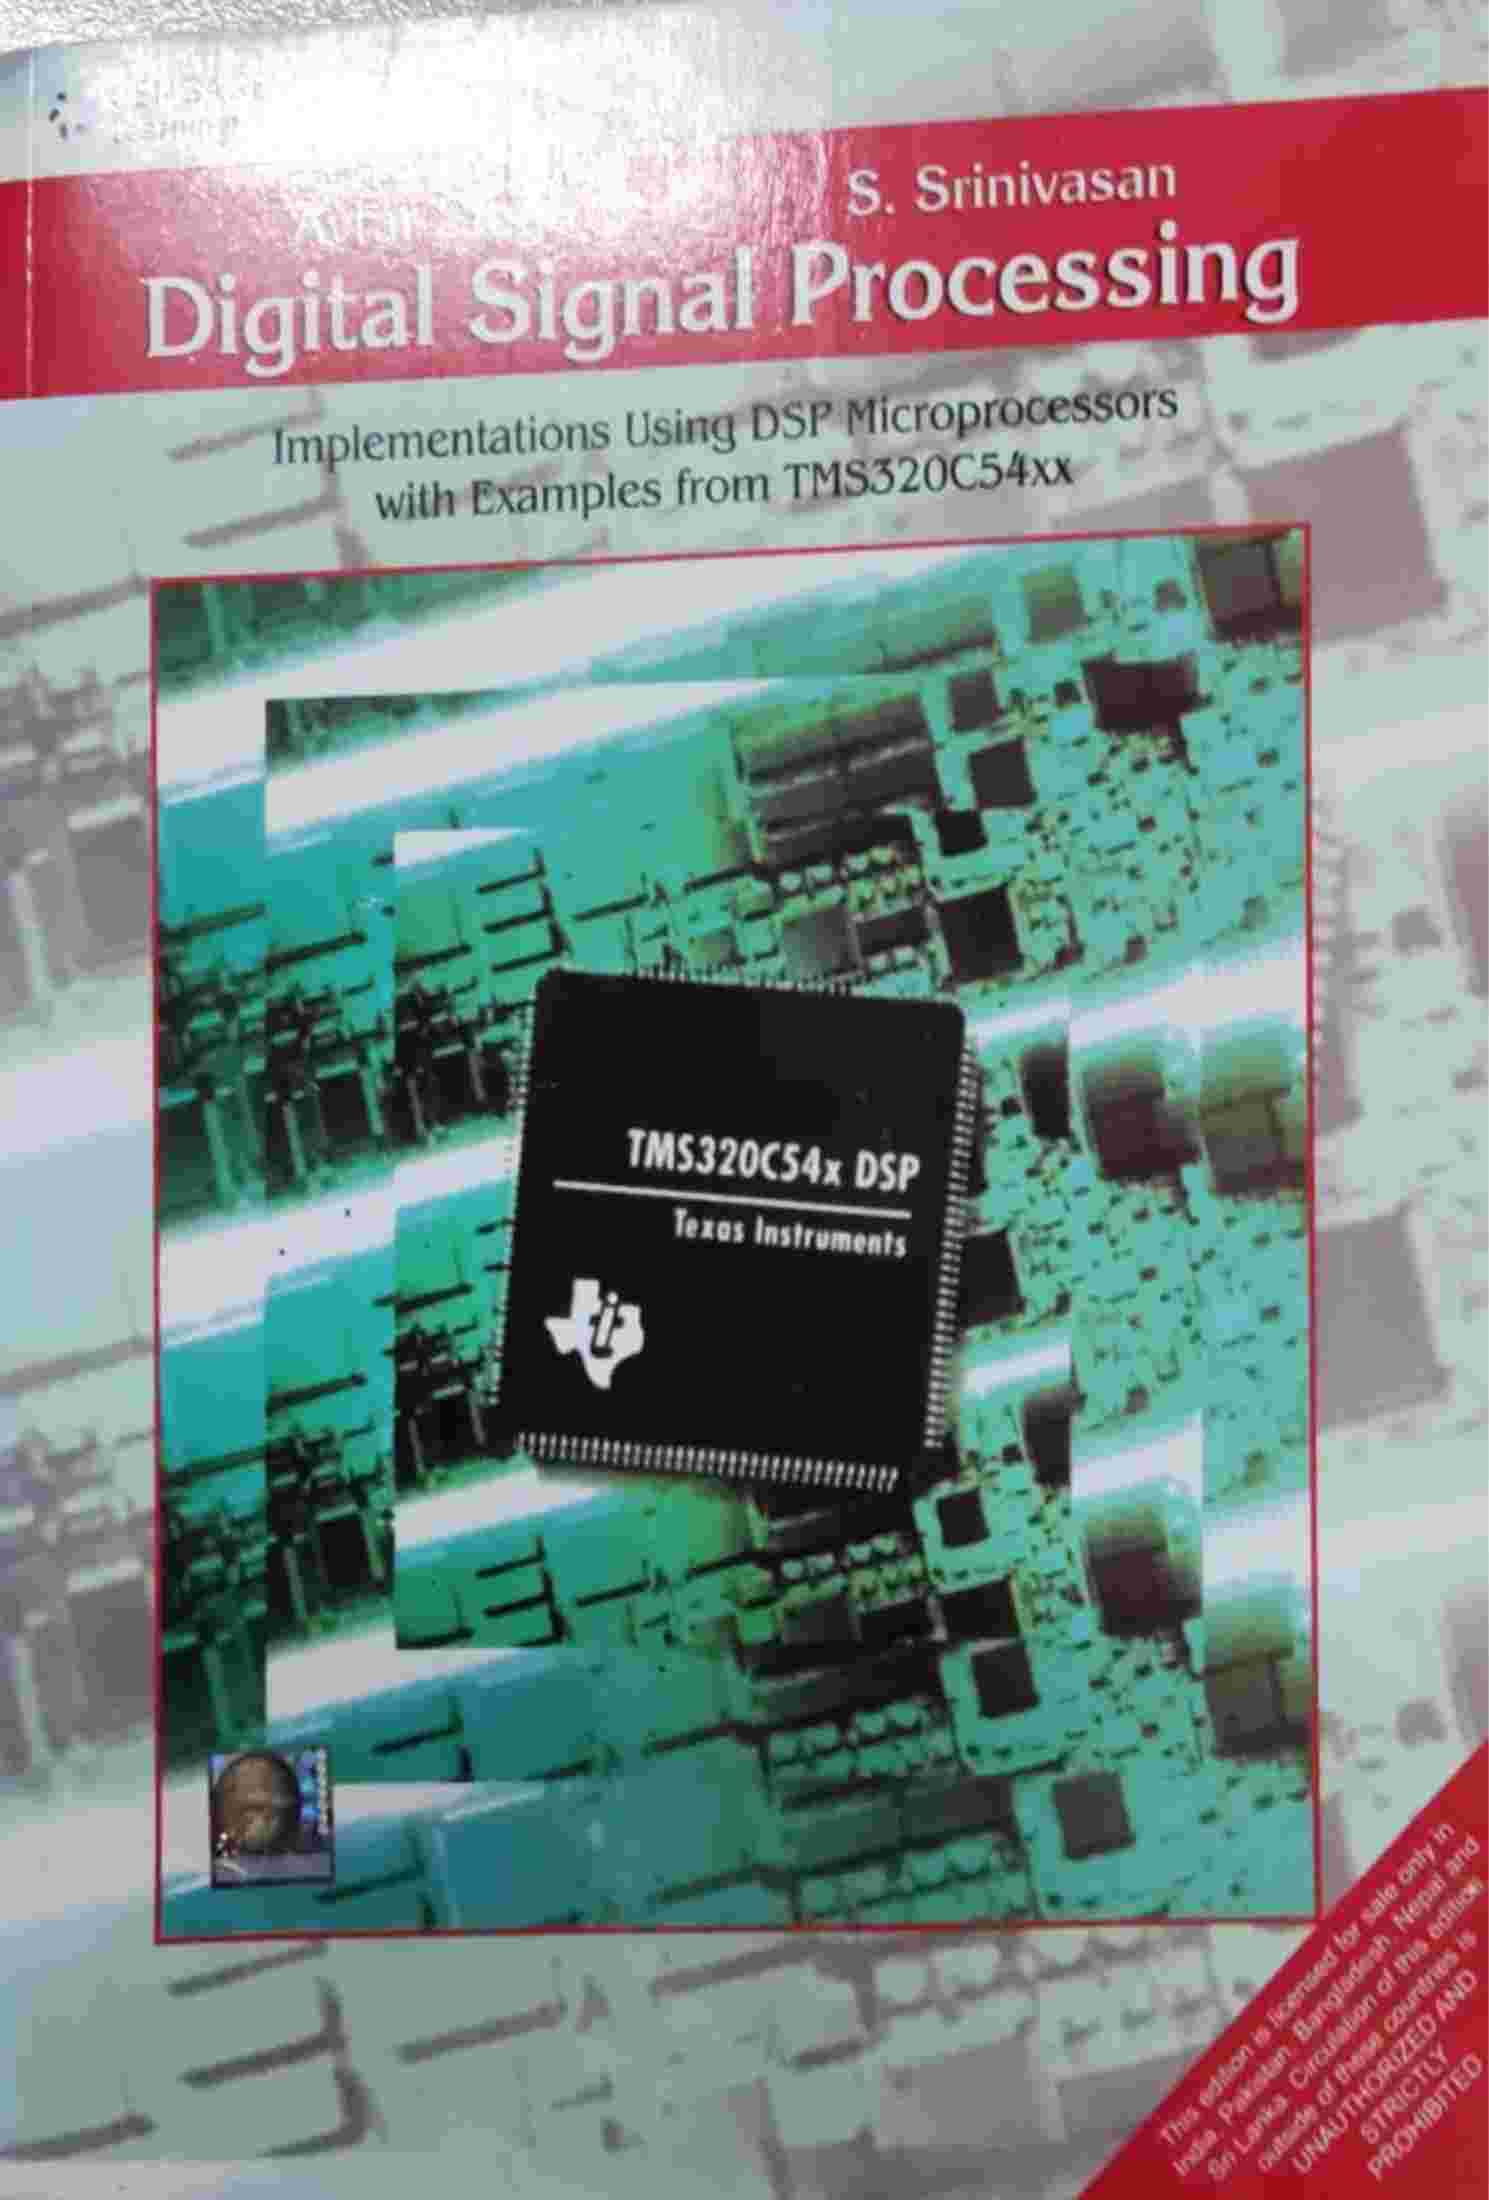 Learning
S. Srinivasan
Digital Signal Processing
Implementations Using DSP Microprocessors
with Examples from TMS320C54xx
TMS320C54x DSP
Texas Instruments
This edition is licensed for sale only in
India, Pakistan, Bangladesh, Nepal and
Sri Lanka. Circulation of this edition
outside of these countries is
UNAUTHORIZED AND
STRICTLY
PROHIBITED